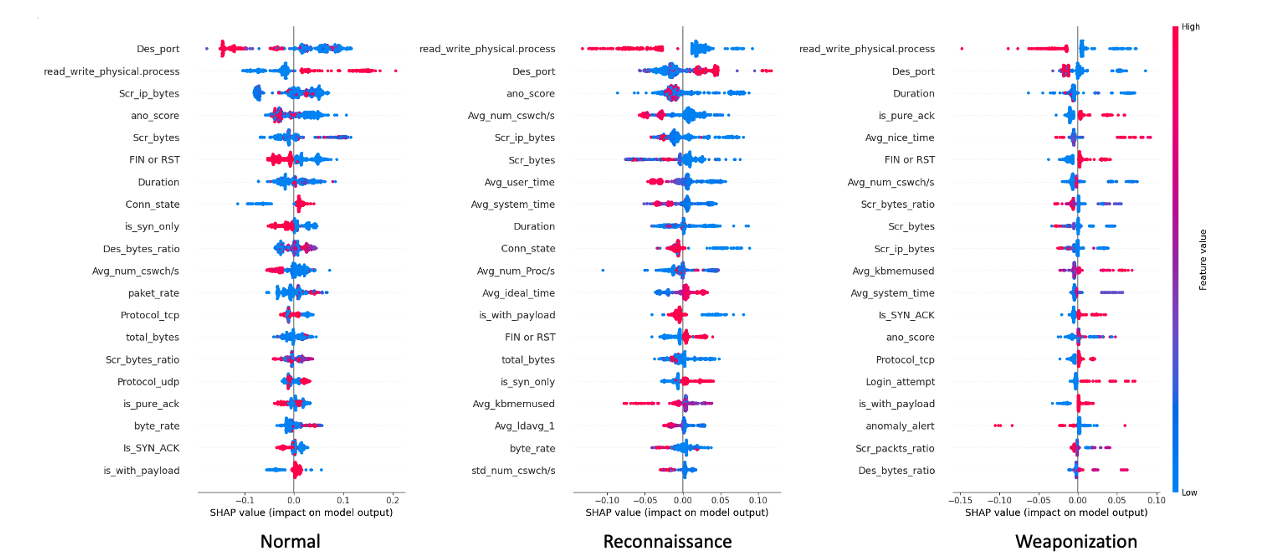 High
Des_port
read_write_physical.process
Scr_ip_bytes
ano_score
Scr_bytes
FIN or RST
Duration
Conn_state
is_syn_only
Des_bytes_ratio
Avg_num_cswch/s
paket_rate
Protocol_tcp
total_bytes
Scr_bytes_ratio
Protocol_udp
is_pure_ack
byte_rate
Is_SYN_ACK
is_with_payload
−0.1 0.0 0.1 0.2
SHAP value (impact on model output)
Normal
read_write_physical.process
Des_port
ano_score
Avg_num_cswch/s
Scr_ip_bytes
Scr_bytes
Avg_user_time
Avg_system_time
Duration
Conn_state
Avg_num_Proc/s
Avg_ideal_time
is_with_payload
FIN or RST
total_bytes
is_syn_only
Avg_kbmemused
Avg_ldavg_1
byte_rate
std_num_cswch/s
−0.10 −0.05 0.00 0.05 0.10
SHAP value (impact on model output)
Reconnaissance
read_write_physical.process
Des_port
Duration
is_pure_ack
Avg_nice_time
FIN or RST
Avg_num_cswch/s
Scr_bytes_ratio
Scr_bytes
Scr_ip_bytes
Avg_kbmemused
Avg_system_time
Is_SYN_ACK
ano_score
Protocol_tcp
Login_attempt
is_with_payload
anomaly_alert
Scr_packts_ratio
Des_bytes_ratio
−0.15 −0.10 −0.05 0.00 0.05 0.10
SHAP value (impact on model output)
Weaponization
Feature value
Low